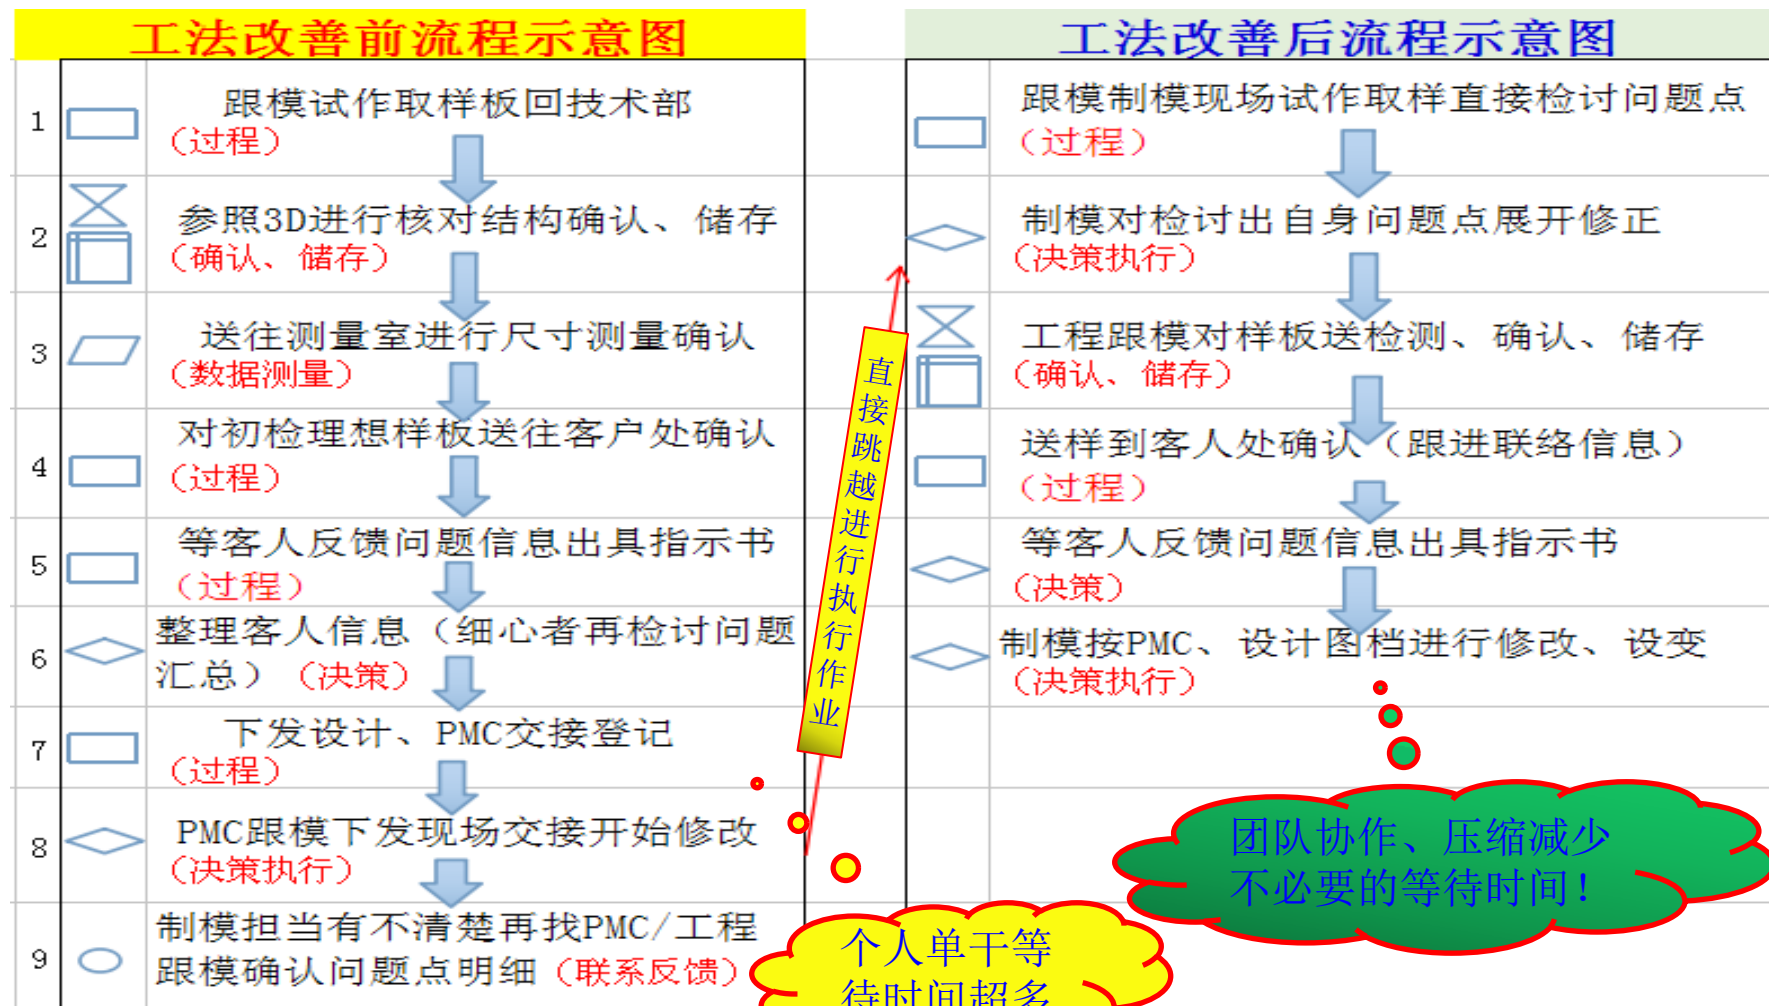 工法改善前流程示意图
1
跟模试作取样板回技术部
(过程)
2
参照3D进行核对结构确认、储存
(确认、储存)
3
送往测量室进行尺寸测量确认
(数据测量)
4
对初检理想样板送往客户处确认
(过程)
5
等客人反馈问题信息出具指示书
（过程）
6
整理客人信息（细心者再检讨问题
汇总）（决策）
7
下发设计、PMC交接登记
(过程)
8
PMC跟模下发现场交接开始修改
(决策执行)
9
制模担当有不清楚再找PMC/工程
跟模确认问题点明细（联系反馈）
直接跳越进行执行作业
个人单干等
待时间超多
工法改善后流程示意图
跟模制模现场试作取样直接检讨问题点
（过程）
制模对检讨出自身问题点展开修正
(决策执行)
工程跟模对样板送检测、确认、储存
(确认、储存)
送样到客人处确认（跟进联络信息）
（过程）
等客人反馈问题信息出具指示书
(决策)
制模按PMC、设计图档进行修改、设变
(决策执行)
团队协作、压缩减少
不必要的等待时间！